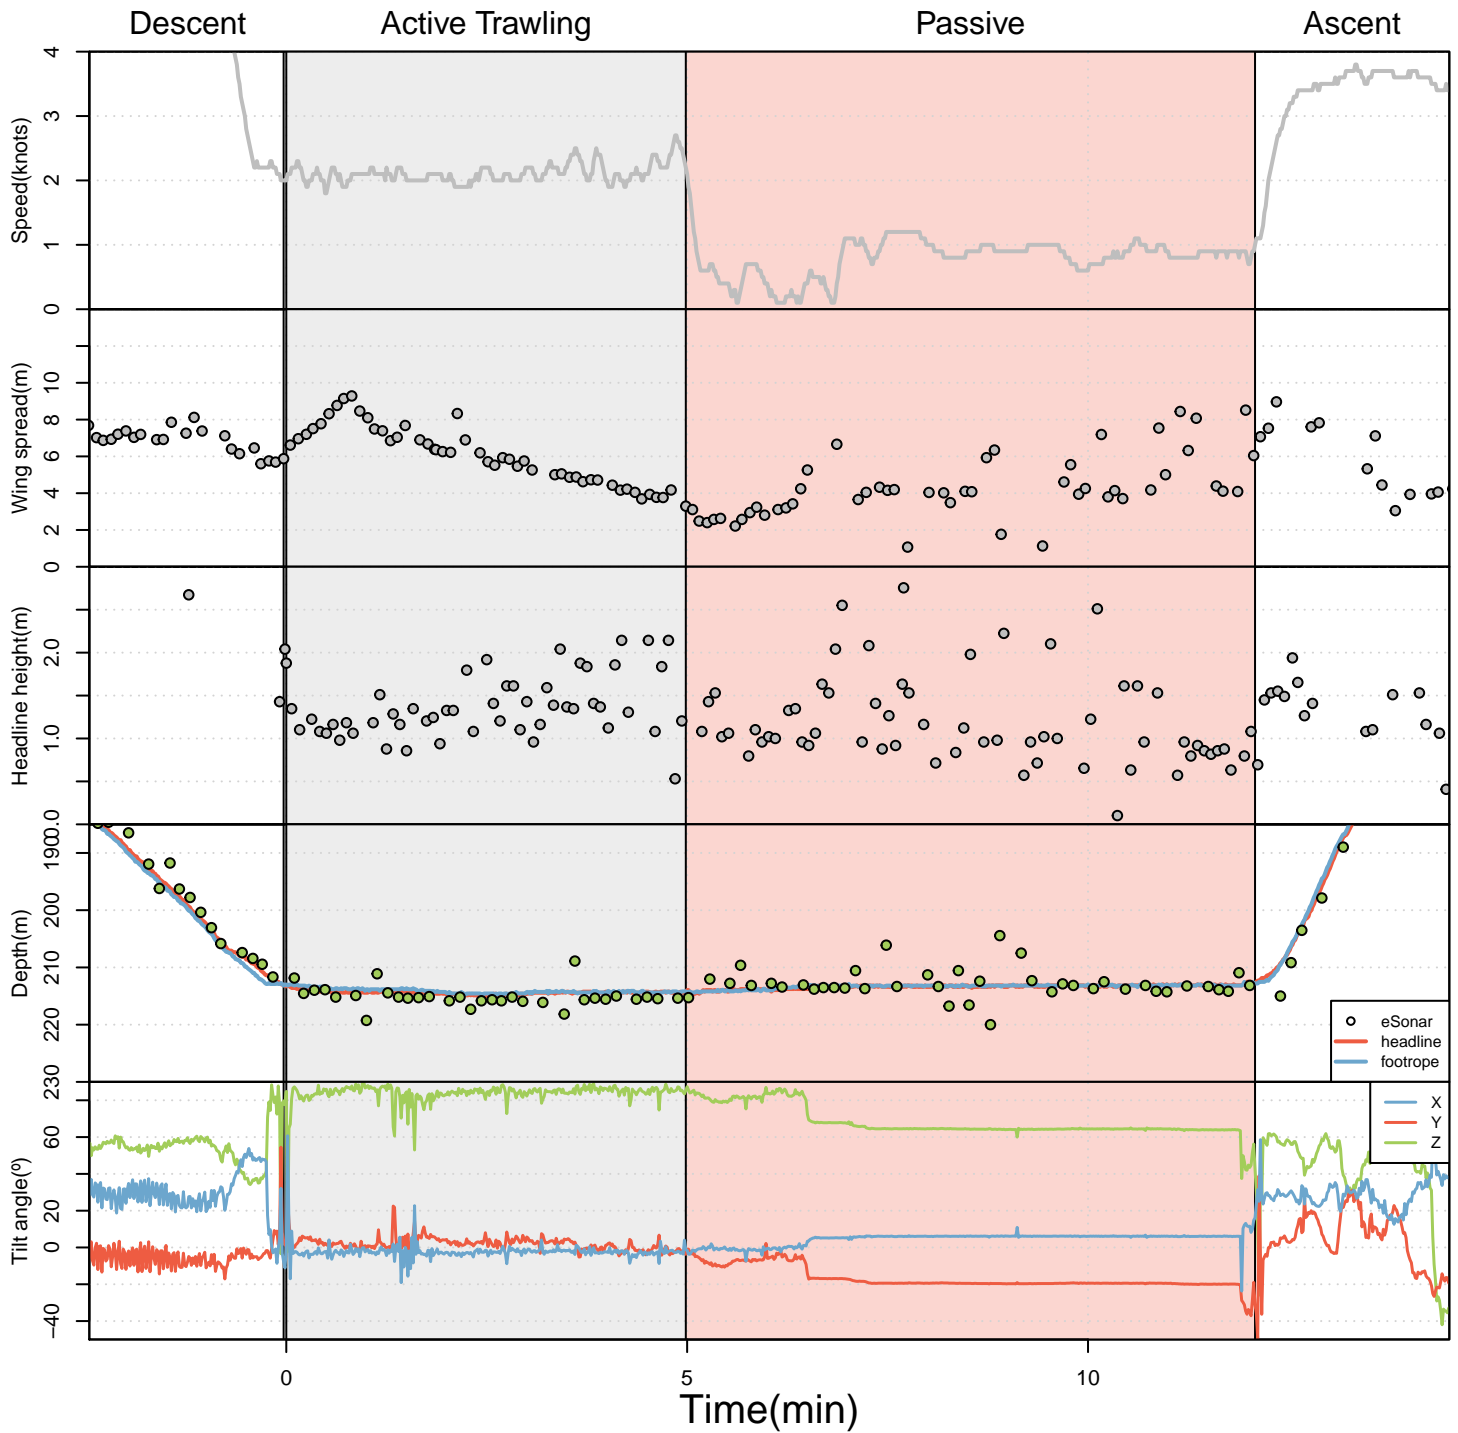 Descent Active Trawling Passive Ascent
Speed(knots)
4
3
2
1
0
Wing spread(m)
10
8
6
4
2
0
Headline height(m)
2.0
1.0
0.0
Depth(m)
190
200
210
220
230
eSonar
headline
footrope
Tilt angle(º)
60
20
0
−40
X
Y
Z
0 5 10
Time(min)